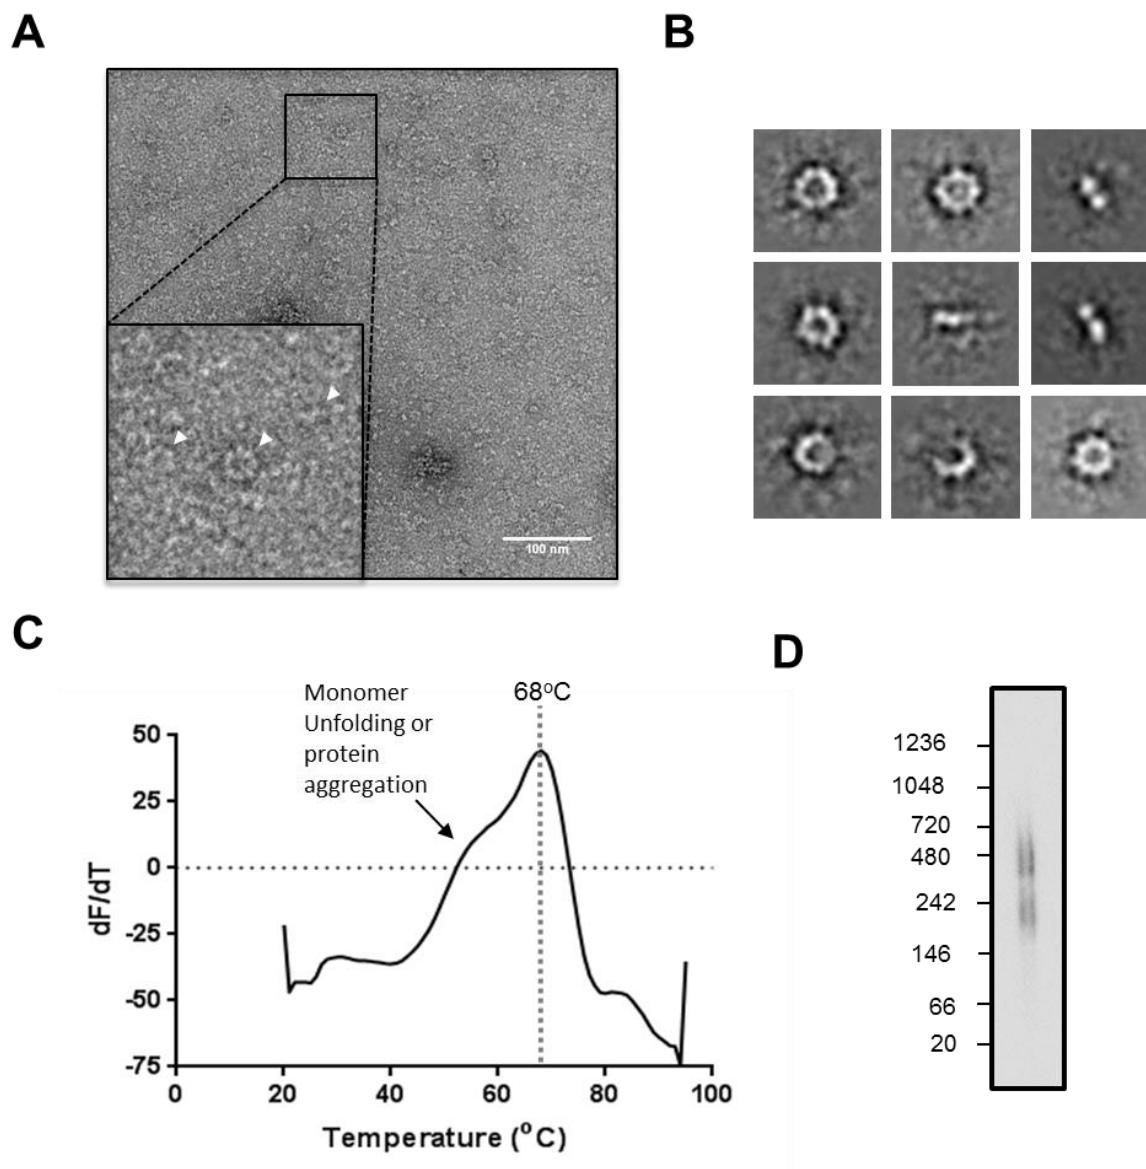 A
B
100 nm
C
D
Monomer
Unfolding or
protein
aggregation
68°C
50
25
0
-25
-50
-75
dF/dT
0
20
40
60
80
100
Temperature (°C)
1236
1048
720
480
242
146
66
20